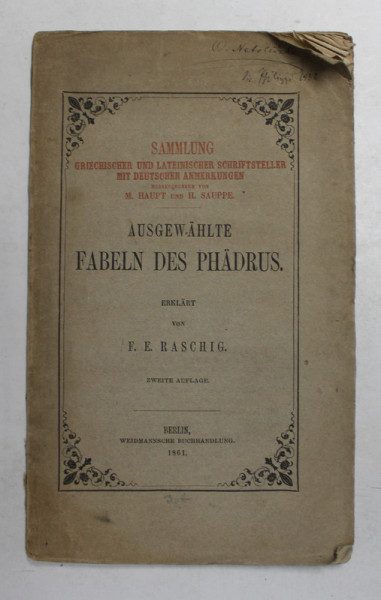 SAMMLUNG
GRIECHISCHER UND LATEINISCHER SCHRIFTSTELLER
MIT DEUTSCHEN ANMERKUNGEN
HERAUSGEGEBEN VON
M. HAUPT UND H. SAUPPE.
AUSGEWÄHLTE
FABELN DES PHÄDRUS.
ERKLÄRT
VON
F. E. RASCHIG.
ZWEITE AUFLAGE.
BERLIN,
WEIDMANNSCHE BUCHHANDLUNG.
1861.